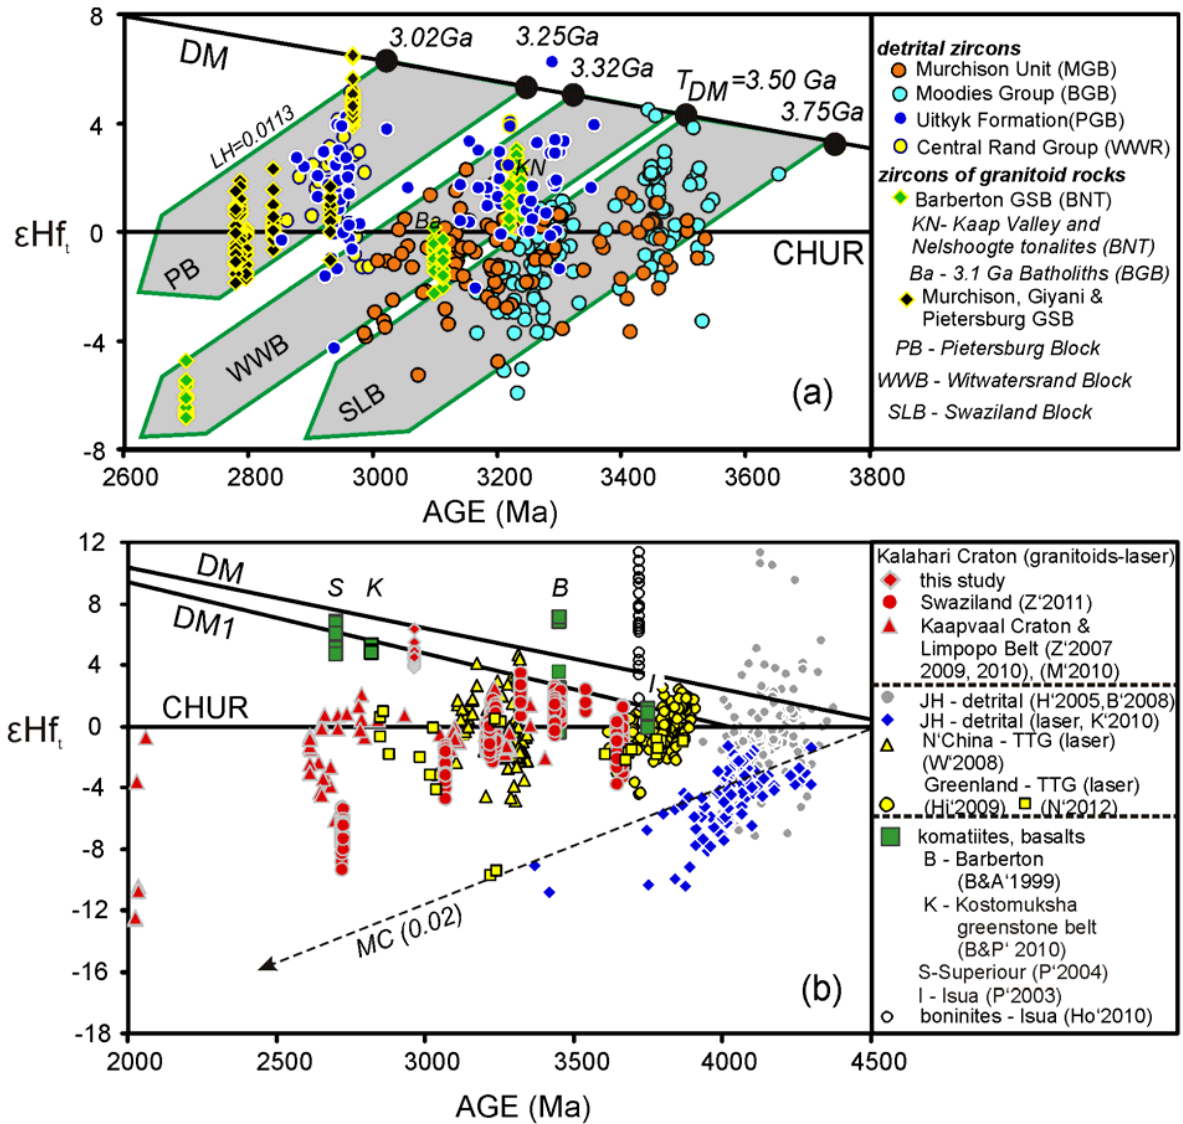 8
4
0
-4
-8
εHft
DM
3.02Ga
3.25Ga
3.32Ga
TDM=3.50 Ga
3.75Ga
LH=0.0113
KN
Ba
CHUR
PB
WWB
SLB
(a)
2600
2800
3000
3200
3400
3600
3800
AGE (Ma)
detrital zircons
Murchison Unit (MGB)
Moodies Group (BGB)
Uitkyk Formation(PGB)
Central Rand Group (WWR)
zircons of granitoid rocks
Barberton GSB (BNT)
KN- Kaap Valley and
Nelshoogte tonalites (BNT)
Ba - 3.1 Ga Batholiths (BGB)
Murchison, Giyani &
Pietersburg GSB
PB - Pietersburg Block
WWB - Witwatersrand Block
SLB - Swaziland Block
12
8
4
0
-4
-8
-12
-16
-18
εHft
DM
DM1
S
K
B
I
CHUR
MC (0.02)
(b)
2000
2500
3000
3500
4000
4500
AGE (Ma)
Kalahari Craton (granitoids-laser)
this study
Swaziland (Z'2011)
Kaapvaal Craton &
Limpopo Belt (Z'2007
2009, 2010), (M'2010)
JH - detrital (H'2005,B'2008)
JH - detrital (laser, K'2010)
N'China - TTG (laser)
(W'2008)
Greenland - TTG (laser)
(Hi'2009) (N'2012)
komatiites, basalts
B - Barberton
(B&A'1999)
K - Kostomuksha
greenstone belt
(B&P' 2010)
S-Superiour (P'2004)
I - Isua (P'2003)
boninites - Isua (Ho'2010)